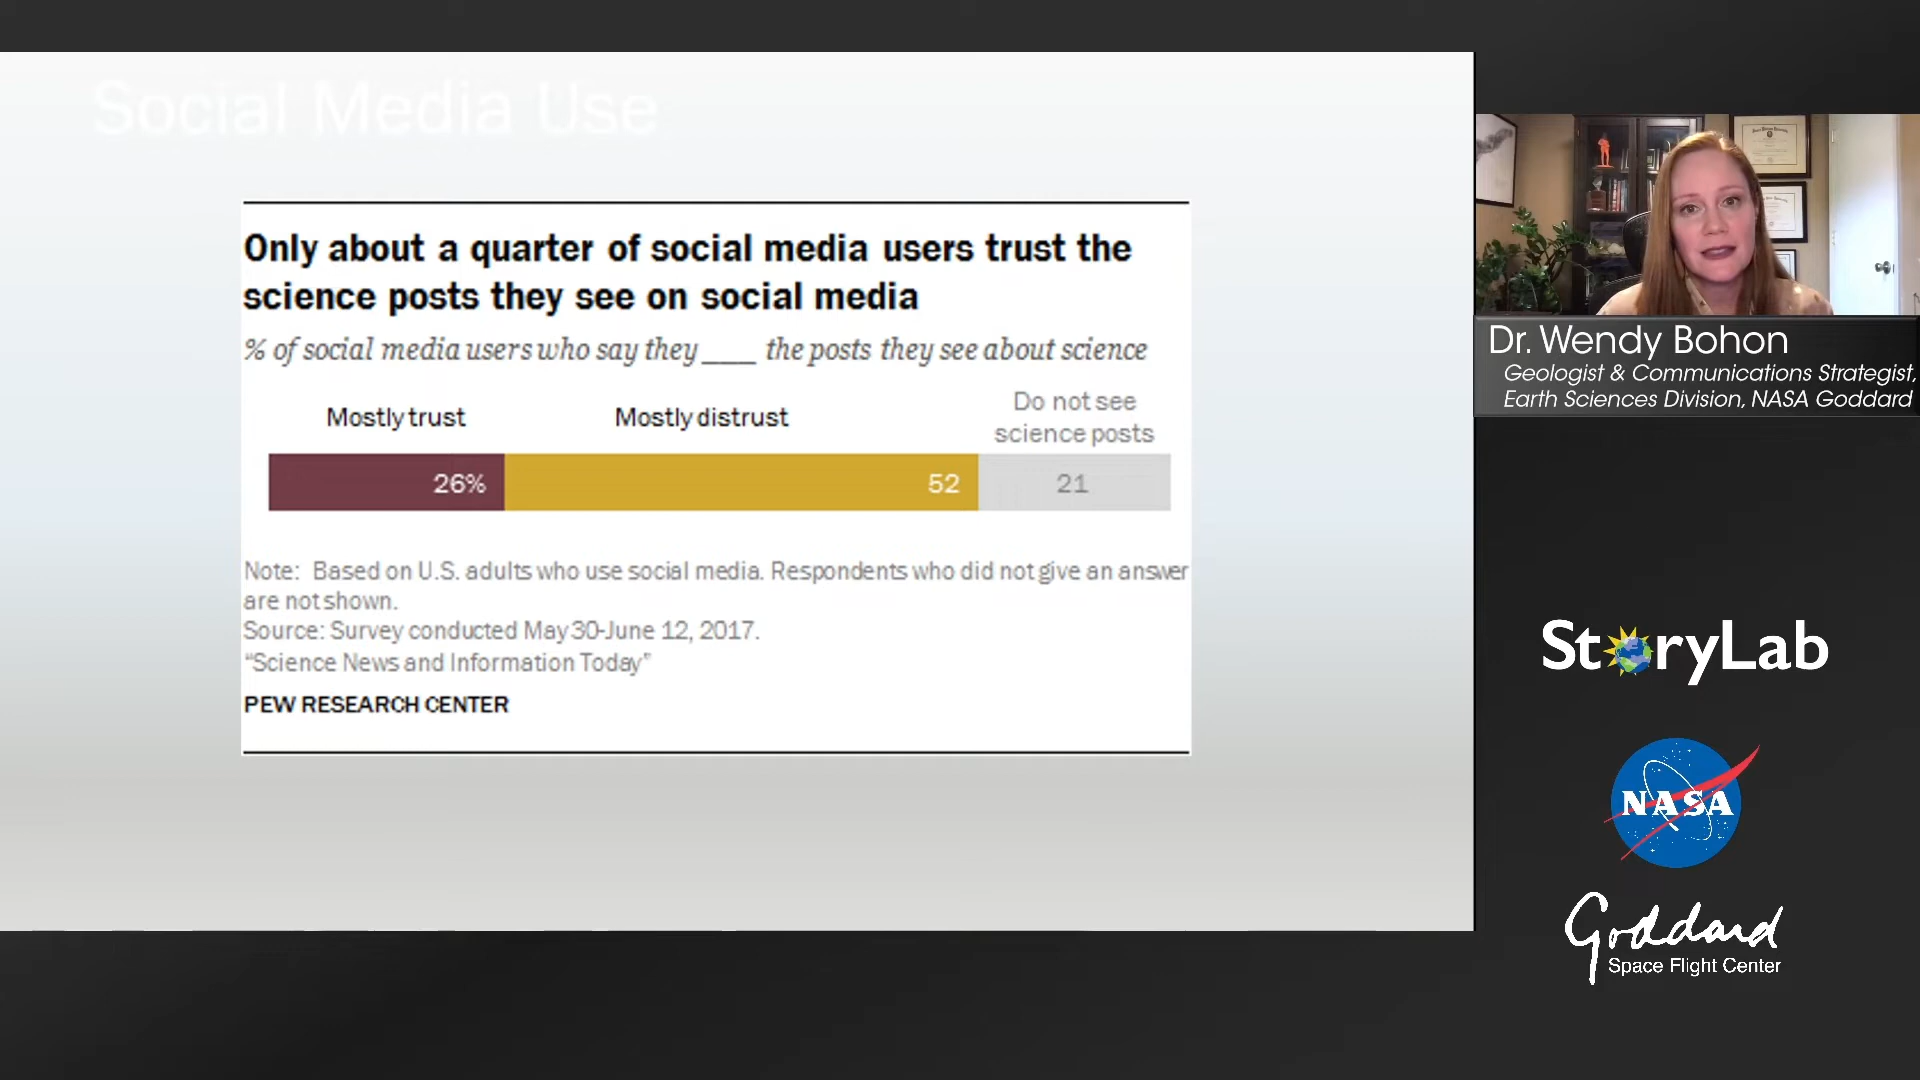 Social Media Use
Only about a quarter of social media users trust the
science posts they see on social media
% of social media users who say they ___ the posts they see about science
Mostly trust
Mostly distrust
Do not see
science posts
26%
52
21
Note: Based on U.S. adults who use social media. Respondents who did not give an answer
are not shown.
Source: Survey conducted May 30-June 12, 2017.
“Science News and Information Today”
PEW RESEARCH CENTER
Dr. Wendy Bohon
Geologist & Communications Strategist,
Earth Sciences Division, NASA Goddard
StoryLab
NASA
Goddard
Space Flight Center